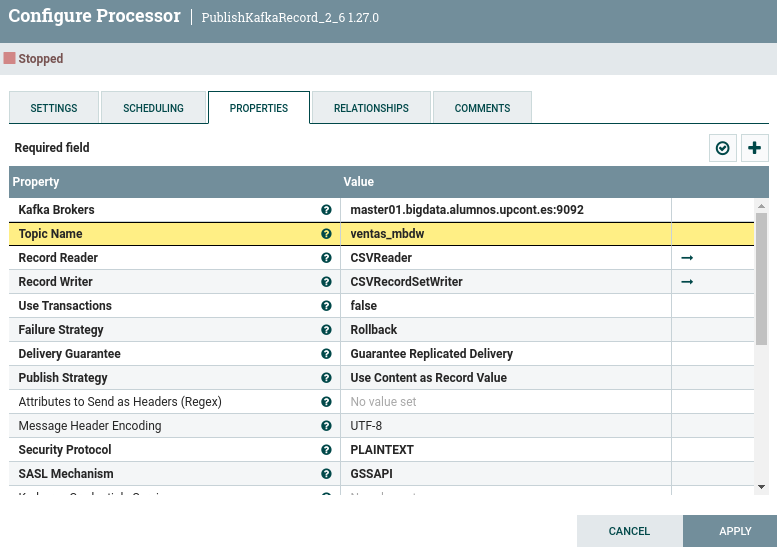 Configure Processor | PublishKafkaRecord_2_6 1.27.0
Stopped
SETTINGS SCHEDULING PROPERTIES RELATIONSHIPS COMMENTS
Required field
Property Value
Kafka Brokers master01.bigdata.alumnos.upcont.es:9092
Topic Name ventas_mbdw
Record Reader CSVReader
Record Writer CSVRecordSetWriter
Use Transactions false
Failure Strategy Rollback
Delivery Guarantee Guarantee Replicated Delivery
Publish Strategy Use Content as Record Value
Attributes to Send as Headers (Regex) No value set
Message Header Encoding UTF-8
Security Protocol PLAINTEXT
SASL Mechanism GSSAPI
CANCEL APPLY